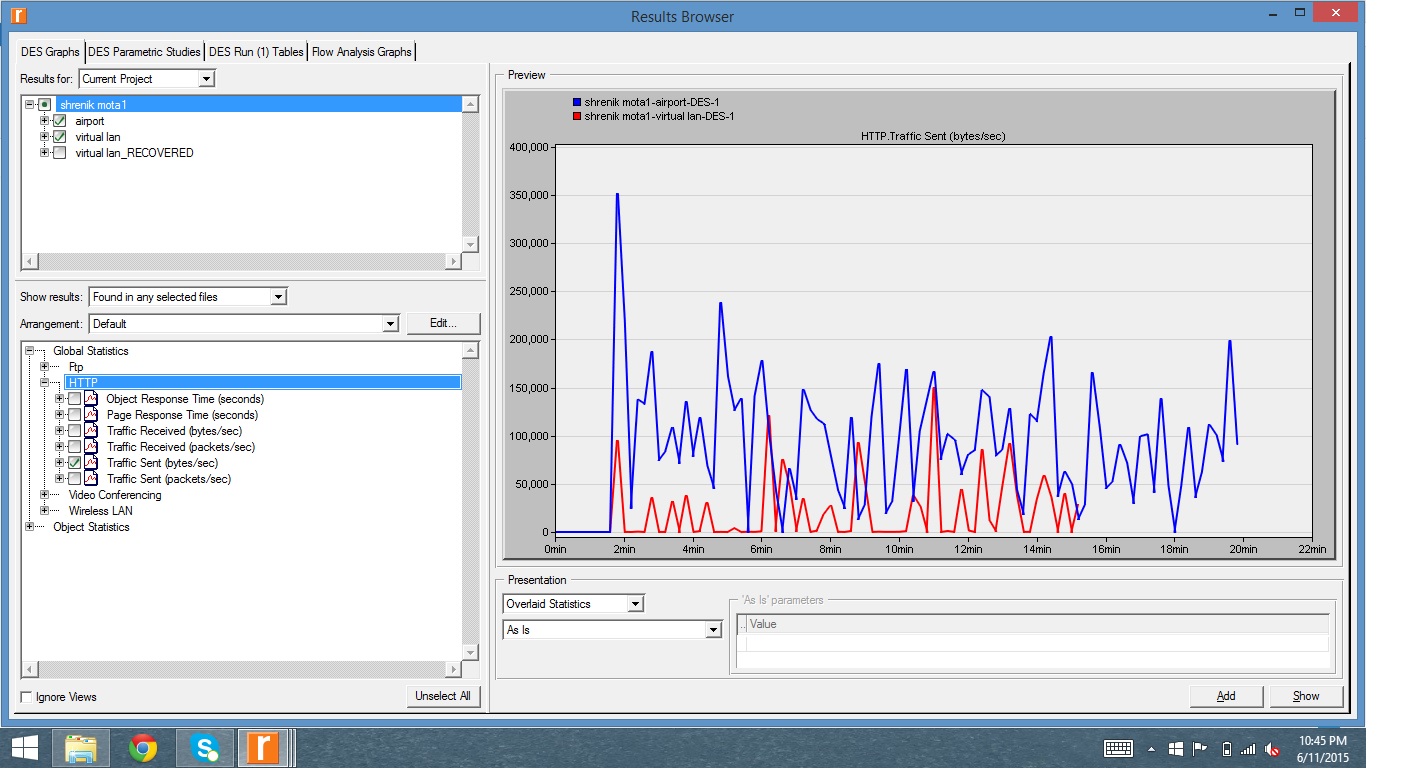 Results Browser
DES Graphs DES Parametric Studies DES Run (1) Tables Flow Analysis Graphs
Results for: Current Project
shrenik mota1
airport
virtual lan
virtual lan_RECOVERED
Show results: Found in any selected files
Arrangement: Default Edit...
Global Statistics
Ftp
HTTP
Object Response Time (seconds)
Page Response Time (seconds)
Traffic Received (bytes/sec)
Traffic Received (packets/sec)
Traffic Sent (bytes/sec)
Traffic Sent (packets/sec)
Video Conferencing
Wireless LAN
Object Statistics
Ignore Views Unselect All
Preview
shrenik mota1-airport-DES-1
shrenik mota1-virtual lan-DES-1
HTTP.Traffic Sent (bytes/sec)
400,000
350,000
300,000
250,000
200,000
150,000
100,000
50,000
0
0min 2min 4min 6min 8min 10min 12min 14min 16min 18min 20min 22min
Presentation
Overlaid Statistics
As Is
'As Is' parameters
.. Value
Add Show
10:45 PM
6/11/2015